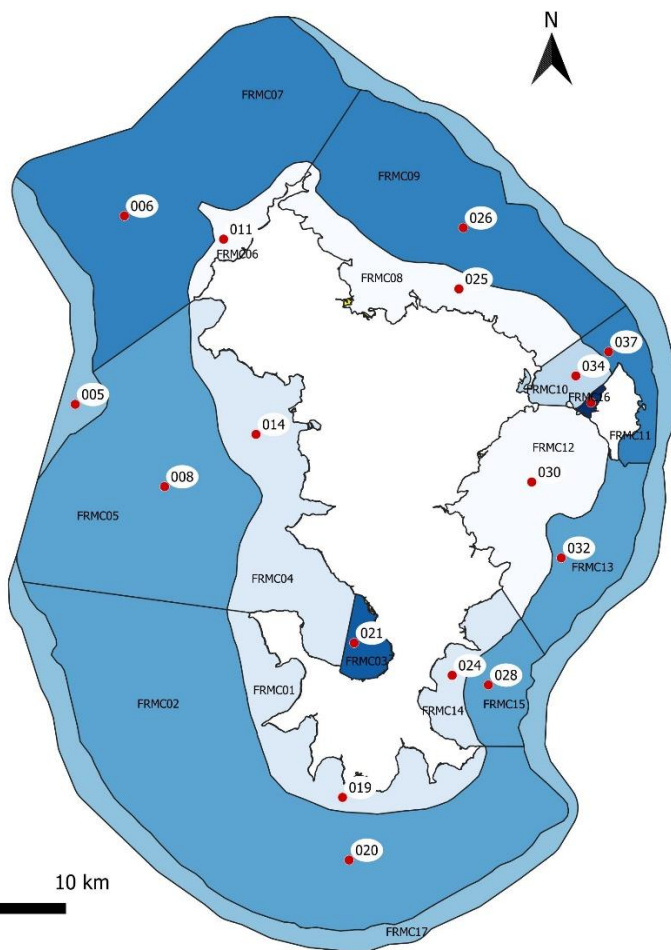 N
FRMC07
FRMC09
006
026
011
FRMC06
FRMC08
025
037
034
FRMC10
FRMC16
005
014
FRMC11
FRMC12
030
008
FRMC05
032
FRMC13
FRMC04
021
FRMC03
024
028
FRMC01
FRMC02
FRMC14
FRMC15
019
020
10 km
FRMC17